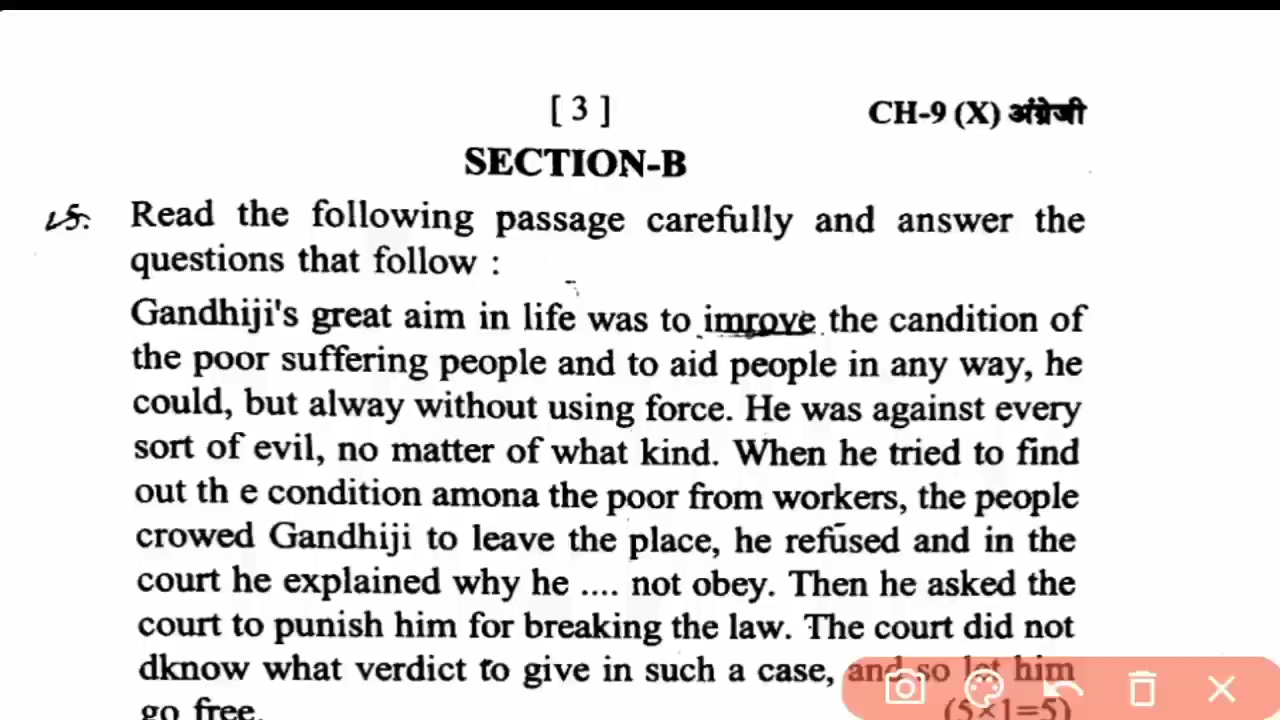 [ 3 ]
CH-9 (X) अंग्रेजी
SECTION-B
15. Read the following passage carefully and answer the
questions that follow :
Gandhiji's great aim in life was to imrove the candition of
the poor suffering people and to aid people in any way, he
could, but alway without using force. He was against every
sort of evil, no matter of what kind. When he tried to find
out th e condition amona the poor from workers, the people
crowed Gandhiji to leave the place, he refused and in the
court he explained why he .... not obey. Then he asked the
court to punish him for breaking the law. The court did not
dknow what verdict to give in such a case, and so let him
go free.
(5×1=5)